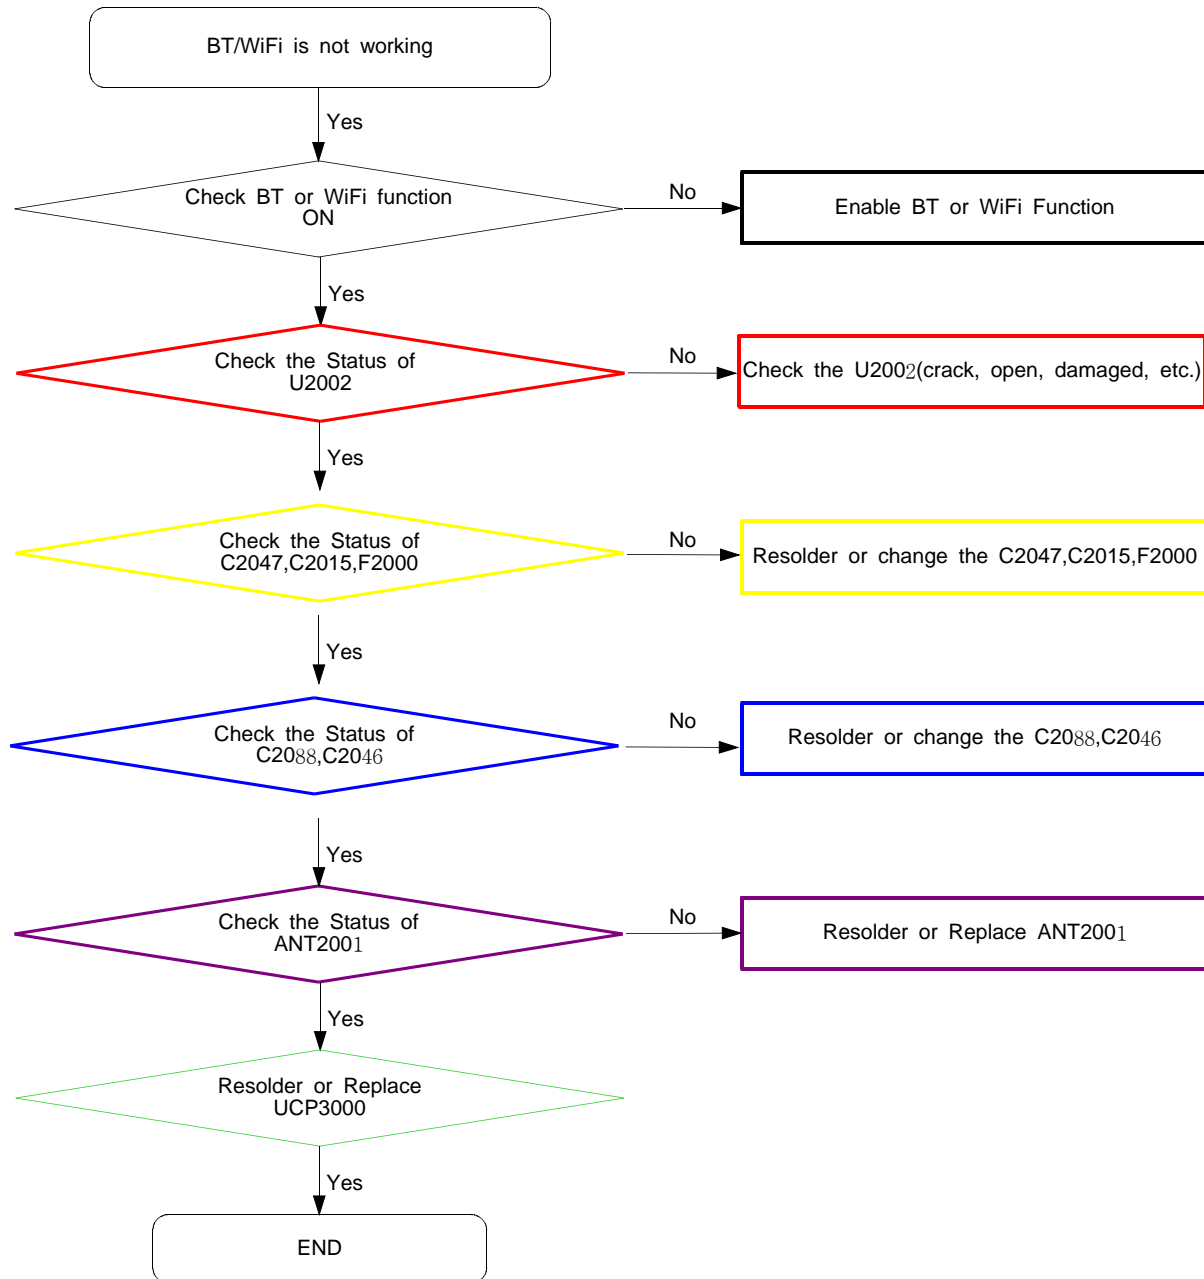 BT/WiFi is not working
Yes
Check BT or WiFi function
ON
No
Enable BT or WiFi Function
Yes
Check the Status of
U2002
No
Check the U2002(crack, open, damaged, etc.)
Yes
Check the Status of
C2047,C2015,F2000
No
Resolder or change the C2047,C2015,F2000
Yes
Check the Status of
C2088,C2046
No
Resolder or change the C2088,C2046
Yes
Check the Status of
ANT2001
No
Resolder or Replace ANT2001
Yes
Resolder or Replace
UCP3000
Yes
END